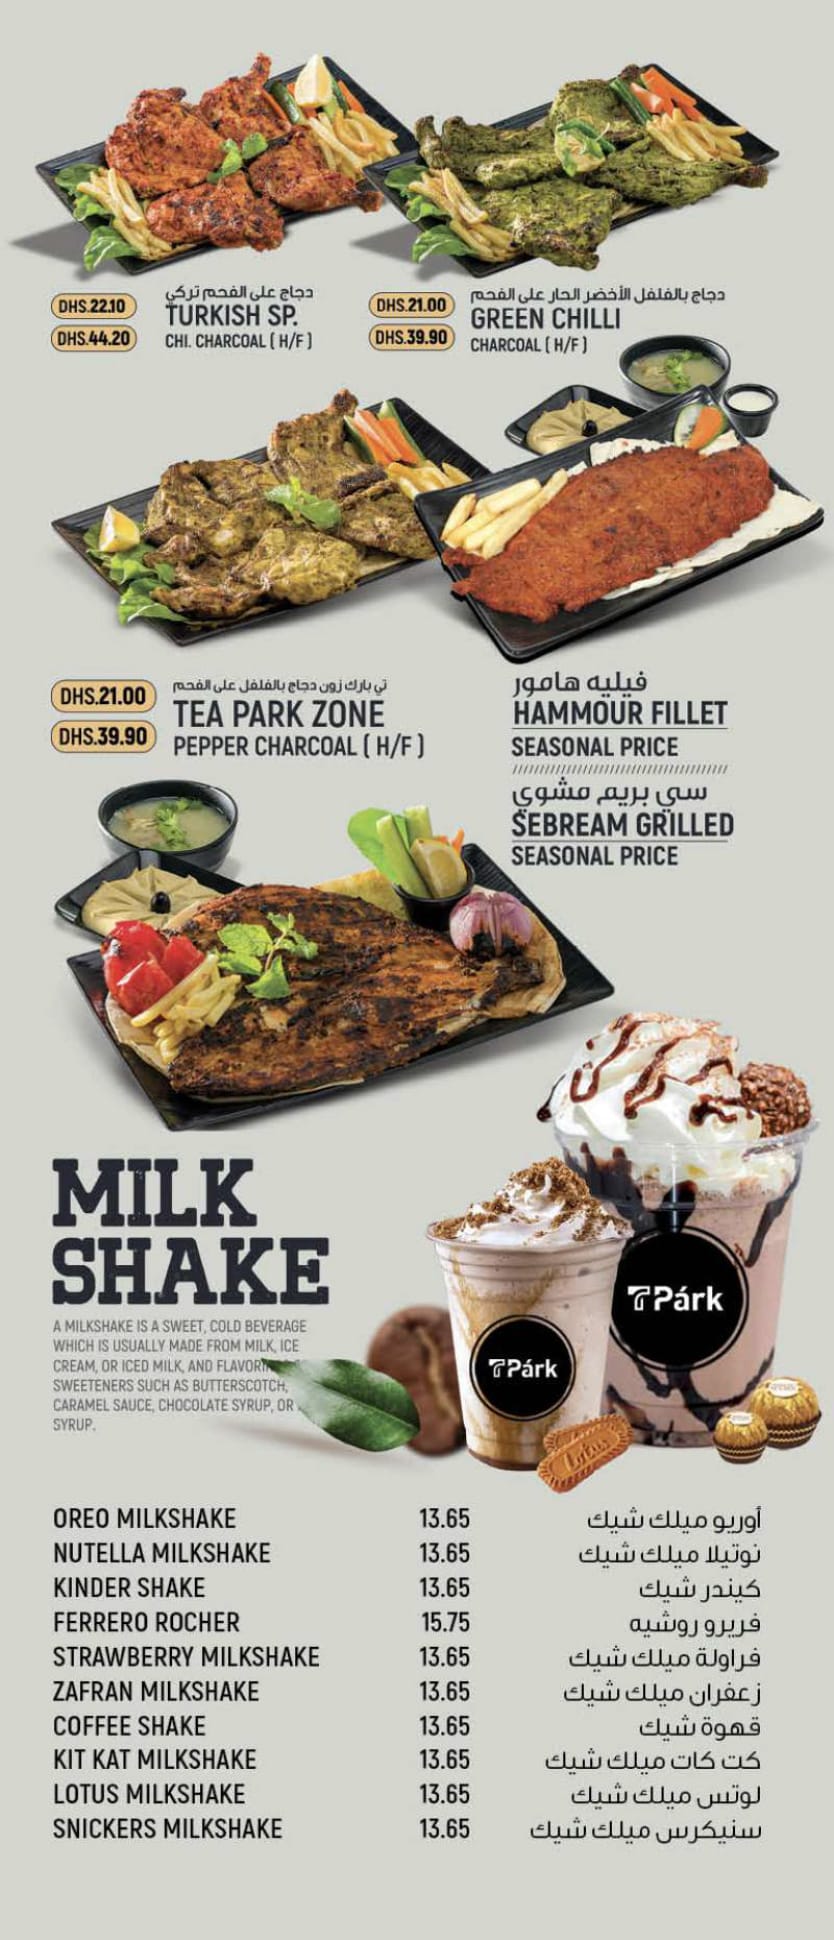 دجاج على الفحم تركي
DHS.22.10
TURKISH SP.
DHS.44.20
CHI. CHARCOAL ( H/F )
دجاج بالفلفل الأخضر الحار على الفحم
DHS.21.00
GREEN CHILLI
DHS.39.90
CHARCOAL ( H/F )
تي بارك زون دجاج بالفلفل على الفحم
DHS.21.00
TEA PARK ZONE
DHS.39.90
PEPPER CHARCOAL ( H/F )
فيليه هامور
HAMMOUR FILLET
SEASONAL PRICE
سي بريم مشوي
SEBREAM GRILLED
SEASONAL PRICE
MILK
SHAKE
A MILKSHAKE IS A SWEET, COLD BEVERAGE
WHICH IS USUALLY MADE FROM MILK, ICE
CREAM, OR ICED MILK, AND
SWEETENERS SUCH AS BUTTERSCOTCH,
CARAMEL SAUCE, CHOCOLATE SYRUP, OR
SYRUP.
Párk
Párk
Lotus
OREO MILKSHAKE 13.65 أوريو ميلك شيك
NUTELLA MILKSHAKE 13.65 نوتيلا ميلك شيك
KINDER SHAKE 13.65 كيندر شيك
FERRERO ROCHER 15.75 فريرو روشيه
STRAWBERRY MILKSHAKE 13.65 فراولة ميلك شيك
ZAFRAN MILKSHAKE 13.65 زعفران ميلك شيك
COFFEE SHAKE 13.65 قهوة شيك
KIT KAT MILKSHAKE 13.65 كت كات ميلك شيك
LOTUS MILKSHAKE 13.65 لوتس ميلك شيك
SNICKERS MILKSHAKE 13.65 سنيكرس ميلك شيك